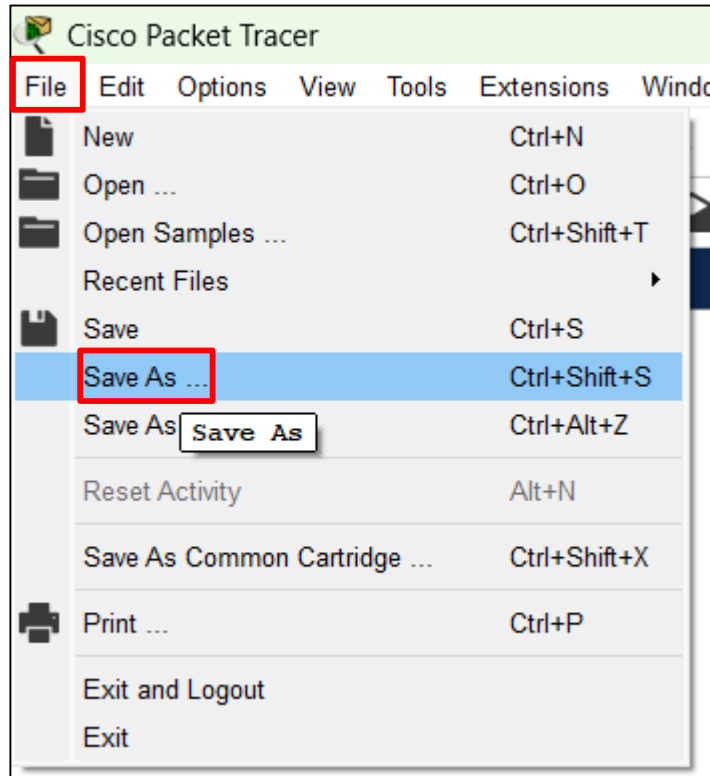 Cisco Packet Tracer
File Edit Options View Tools Extensions
New Ctrl+N
Open ... Ctrl+O
Open Samples ... Ctrl+Shift+T
Recent Files
Save Ctrl+S
Save As ... Ctrl+Shift+S
Save As Ctrl+Alt+Z
Save As
Reset Activity Alt+N
Save As Common Cartridge ... Ctrl+Shift+X
Print ... Ctrl+P
Exit and Logout
Exit